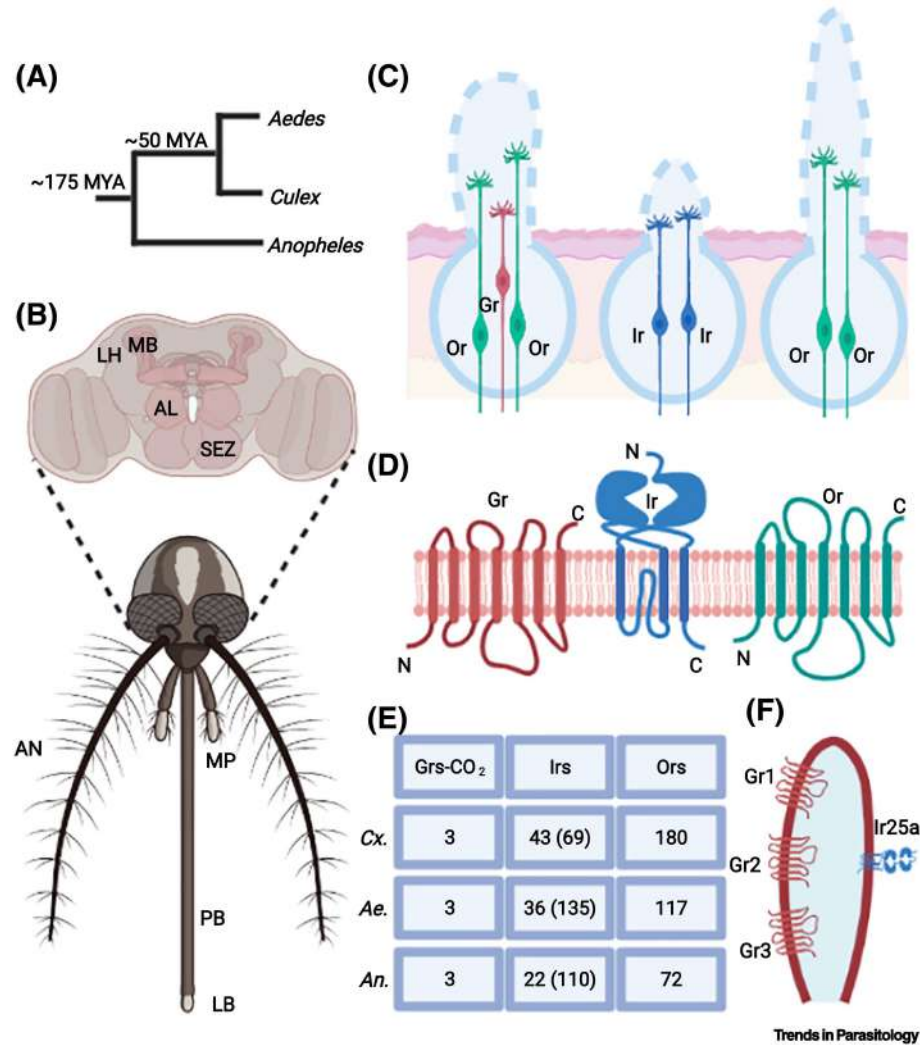 (A)
~50 MYA
Aedes
~175 MYA
Culex
Anopheles
(B)
LH
MB
AL
SEZ
AN
MP
PB
LB
(C)
Gr
Or
Or
Ir
Ir
Or
Or
(D)
N
Gr
C
Ir
Or
C
N
C
N
(E)
Grs-CO₂ Irs Ors
Cx. 3 43 (69) 180
Ae. 3 36 (135) 117
An. 3 22 (110) 72
(F)
Gr1
Ir25a
Gr2
Gr3
Trends in Parasitology